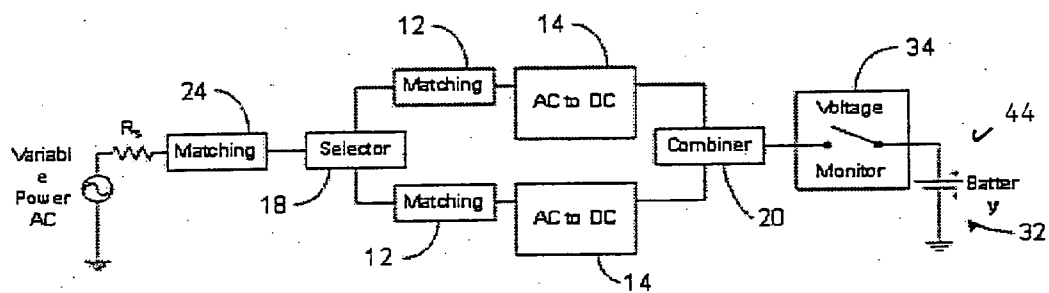 12
14
34
24
Matching
AC to DC
Voltage
44
Rs
Variabl
e
Power
AC
Matching
Selector
Combiner
Monitor
Batter
y
18
Matching
AC to DC
20
32
12
14